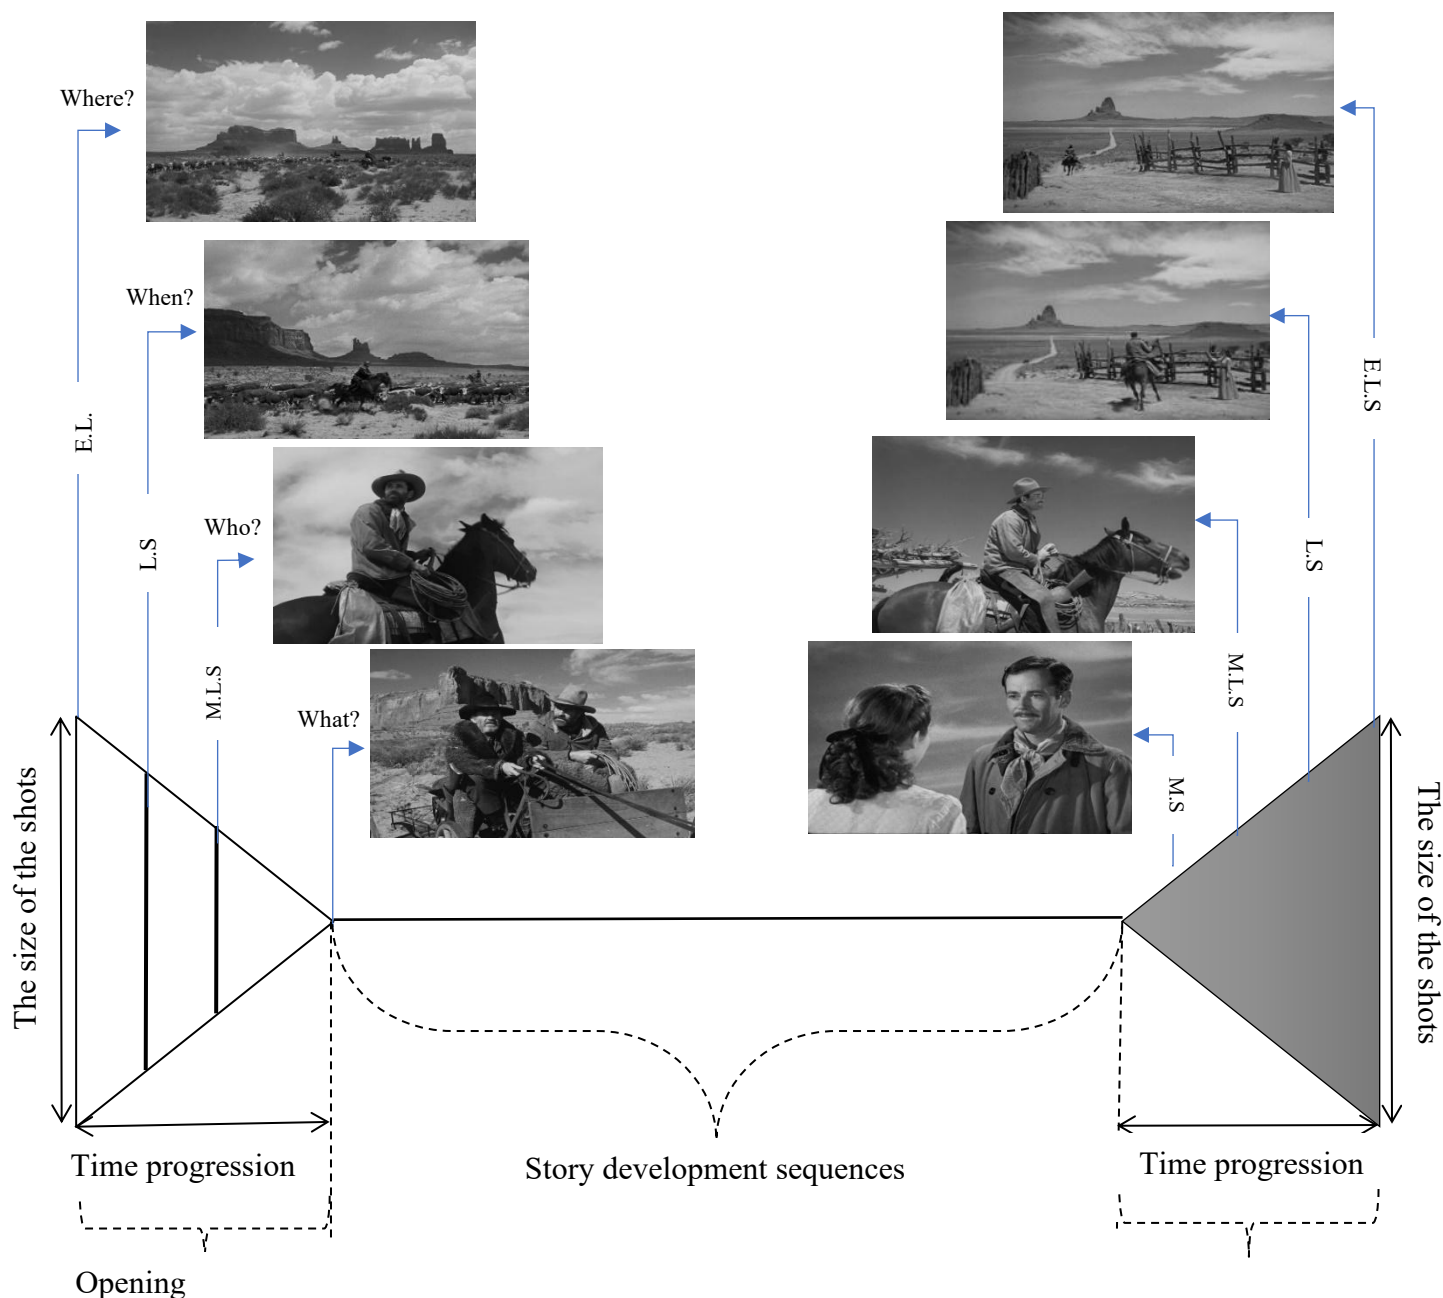 Where?
When?
Who?
What?
E.L.
L.S
M.L.S
E.L.S
L.S
M.L.S
M.S
The size of the shots
The size of the shots
Time progression
Story development sequences
Time progression
Opening